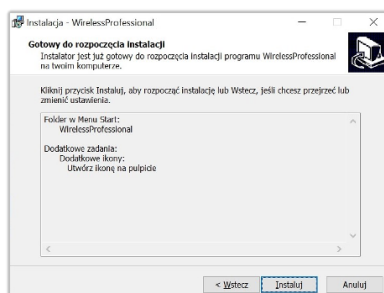 Instalacja - WirelessProfessional
Gotowy do rozpoczęcia instalacji
Instalator jest już gotowy do rozpoczęcia instalacji programu WirelessProfessional
na twoim komputerze.
Kliknij przycisk Instaluj, aby rozpocząć instalację lub Wstecz, jeśli chcesz przejrzeć lub
zmienić ustawienia.
Folder w Menu Start:
WirelessProfessional
Dodatkowe zadania:
Dodatkowe ikony:
Utwórz ikonę na pulpicie
< Wstecz Instaluj Anuluj